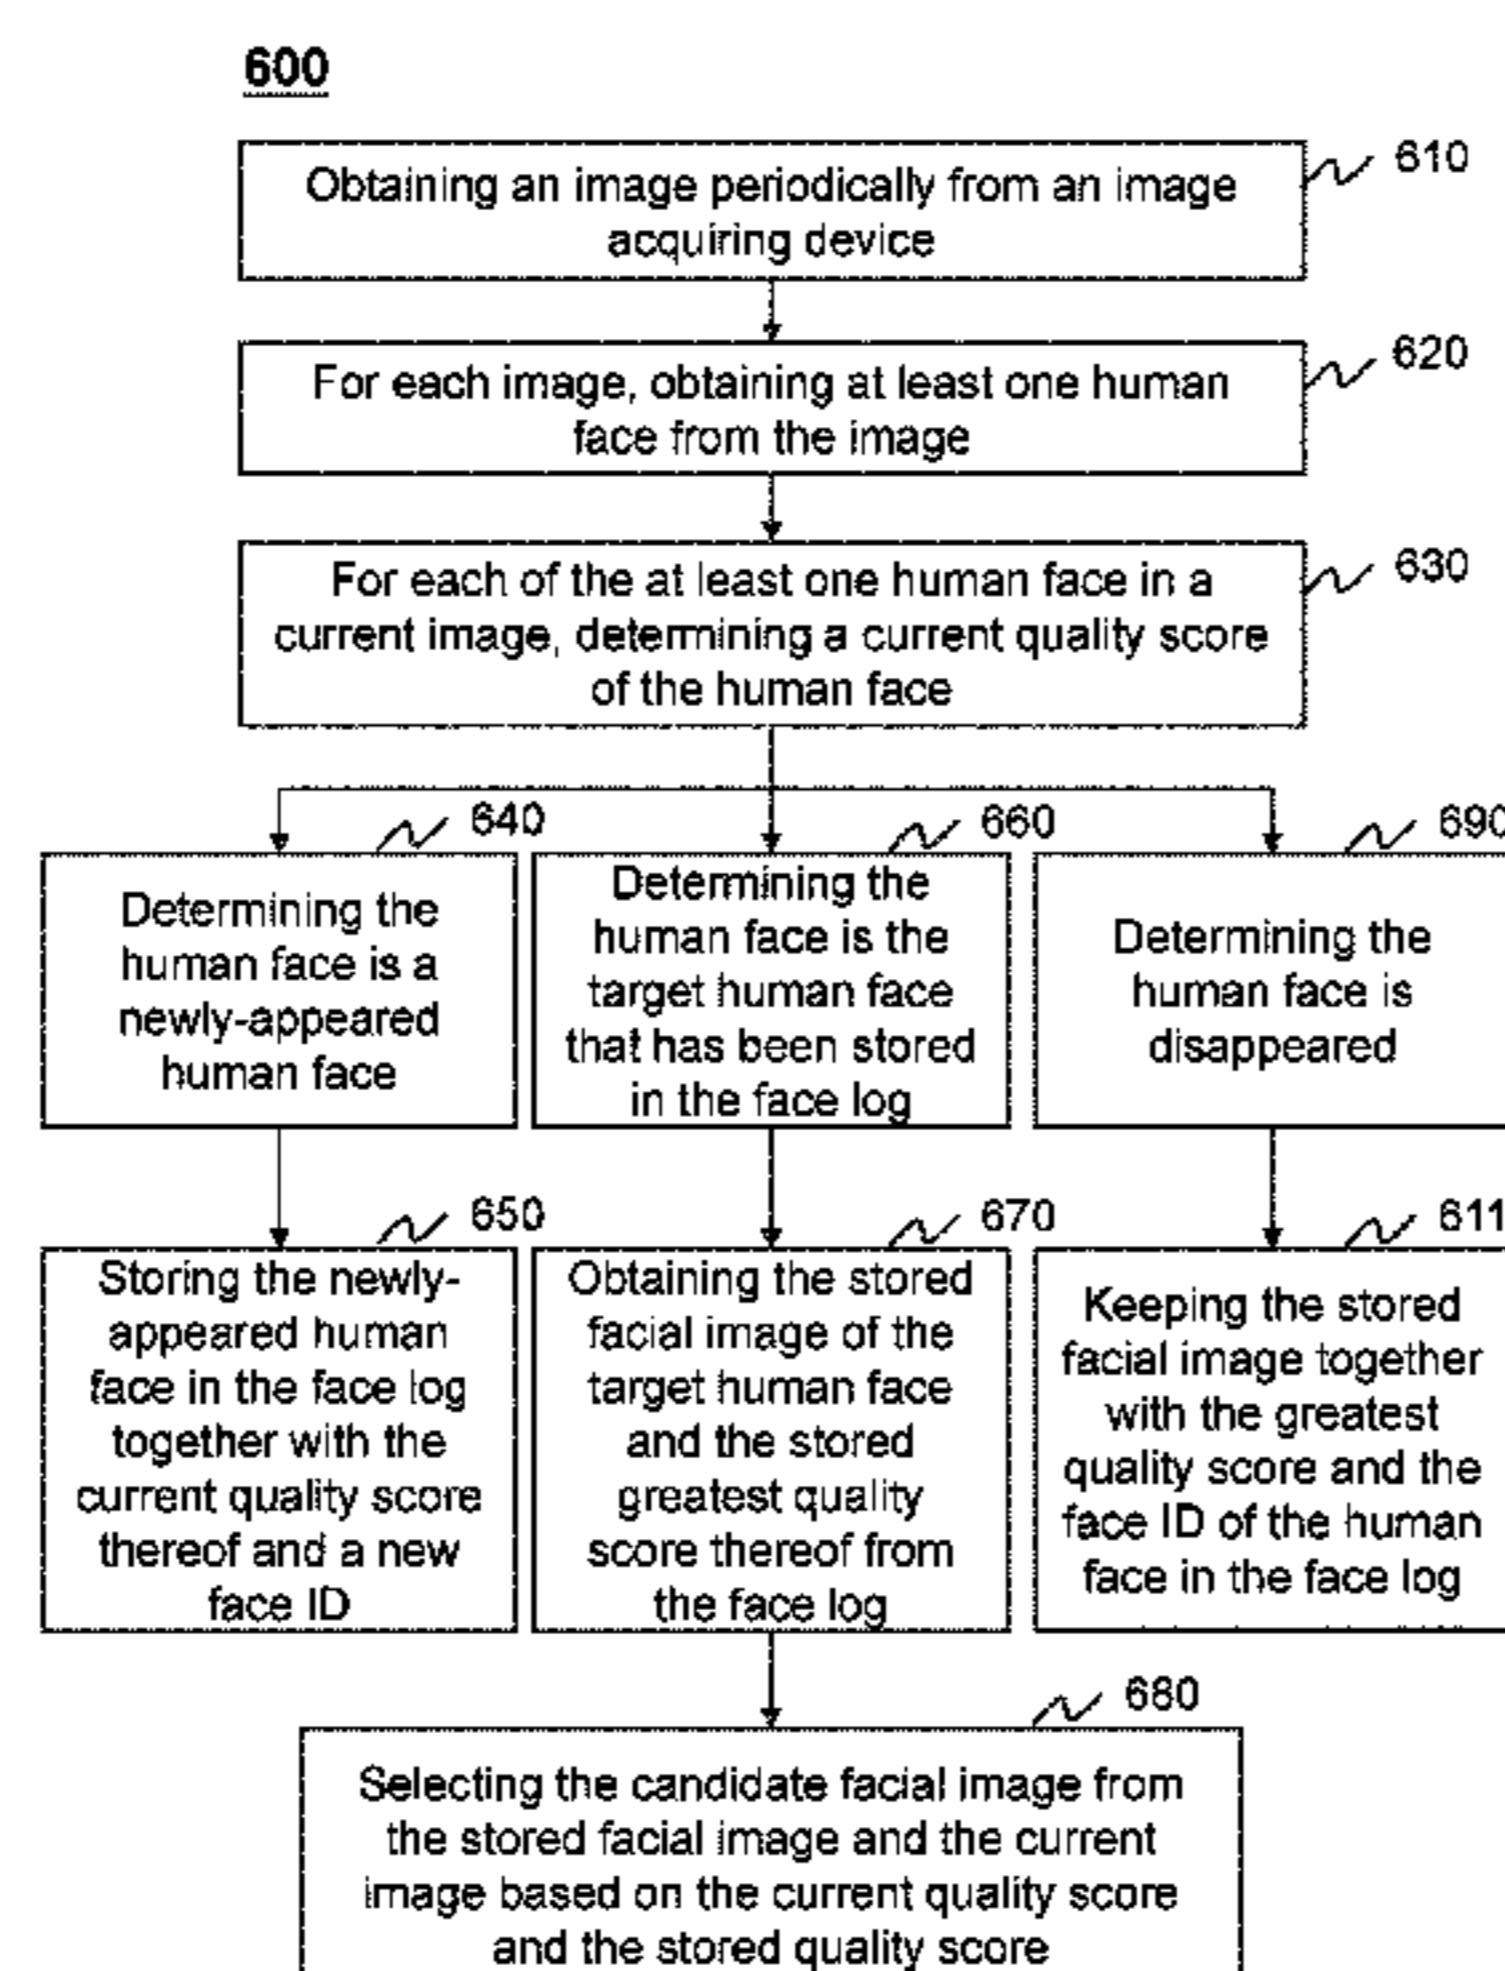 600
610
Obtaining an image periodically from an image
acquiring device
620
For each image, obtaining at least one human
face from the image
630
For each of the at least one human face in a
current image, determining a current quality score
of the human face
640
Determining the
human face is a
newly-appeared
human face
660
Determining the
human face is the
target human face
that has been stored
in the face log
690
Determining the
human face is
disappeared
650
Storing the newly-
appeared human
face in the face log
together with the
current quality score
thereof and a new
face ID
670
Obtaining the stored
facial image of the
target human face
and the stored
greatest quality
score thereof from
the face log
611
Keeping the stored
facial image together
with the greatest
quality score and the
face ID of the human
face in the face log
680
Selecting the candidate facial image from
the stored facial image and the current
image based on the current quality score
and the stored quality score